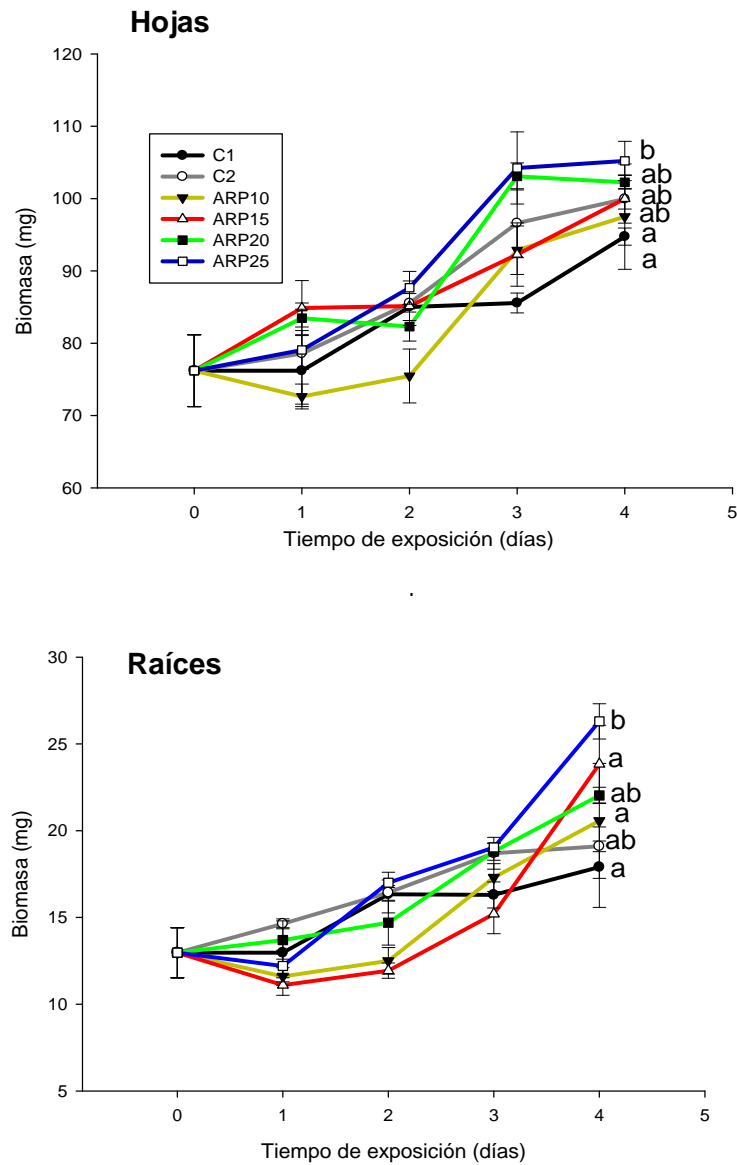 Hojas
120
110
100
90
80
70
60
Biomasa (mg)
C1
C2
ARP10
ARP15
ARP20
ARP25
b
ab
ab
ab
a
a
0 1 2 3 4 5
Tiempo de exposición (días)
.
Raíces
30
25
20
15
10
5
Biomasa (mg)
b
a
ab
a
ab
a
0 1 2 3 4 5
Tiempo de exposición (días)